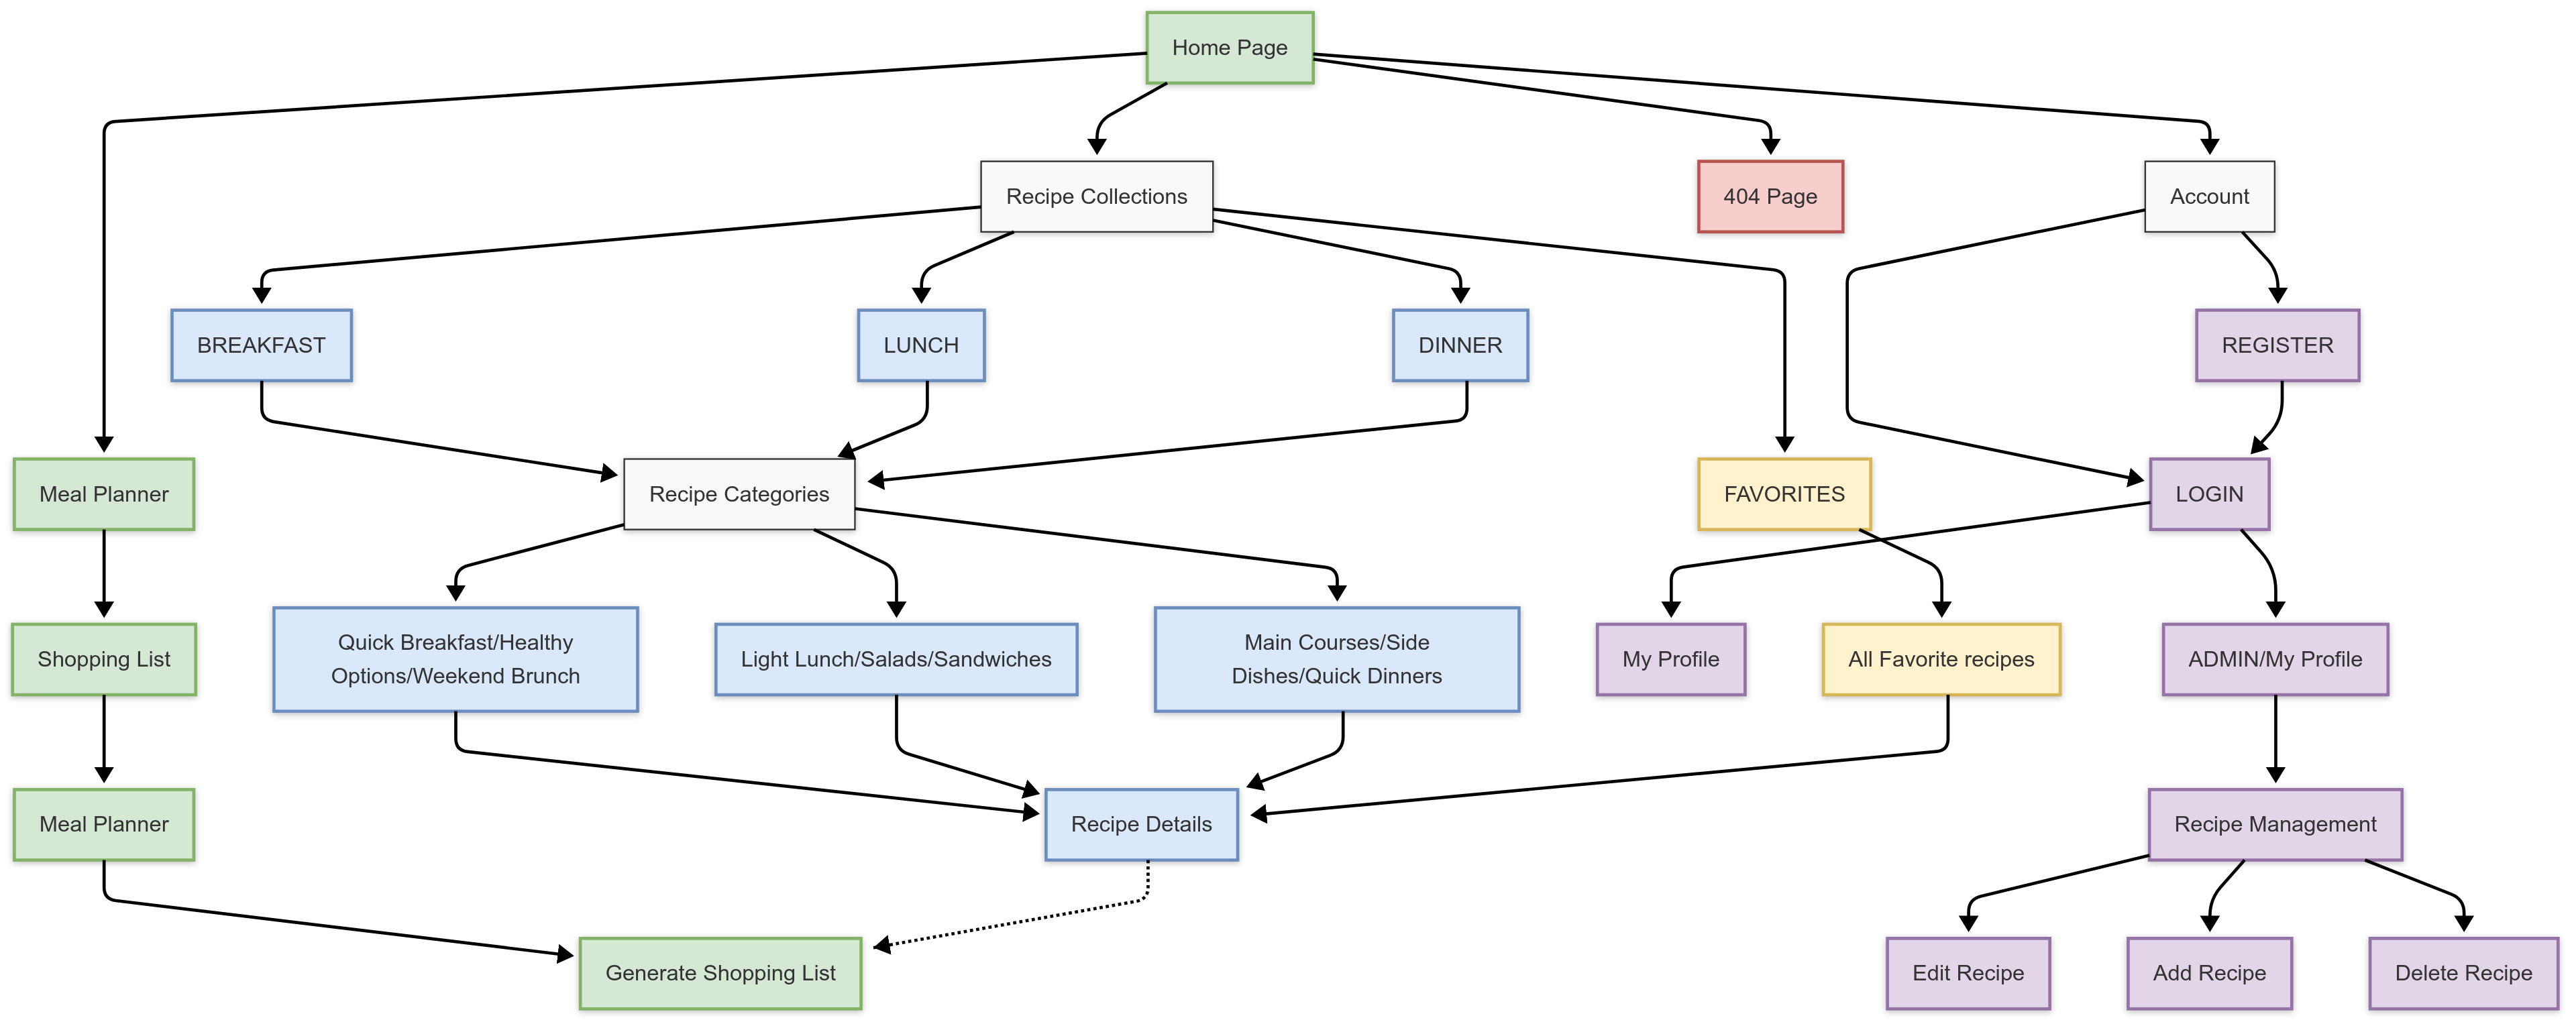 Home Page
Recipe Collections
404 Page
Account
BREAKFAST
LUNCH
DINNER
REGISTER
Meal Planner
Recipe Categories
FAVORITES
LOGIN
Shopping List
Quick Breakfast/Healthy
Options/Weekend Brunch
Light Lunch/Salads/Sandwiches
Main Courses/Side
Dishes/Quick Dinners
My Profile
All Favorite recipes
ADMIN/My Profile
Meal Planner
Recipe Details
Recipe Management
Generate Shopping List
Edit Recipe
Add Recipe
Delete Recipe